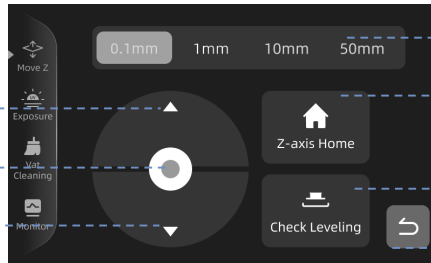 0.1mm 1mm 10mm 50mm
Move Z
Exposure
Vat
Cleaning
Monitor
Z-axis Home
Check Leveling